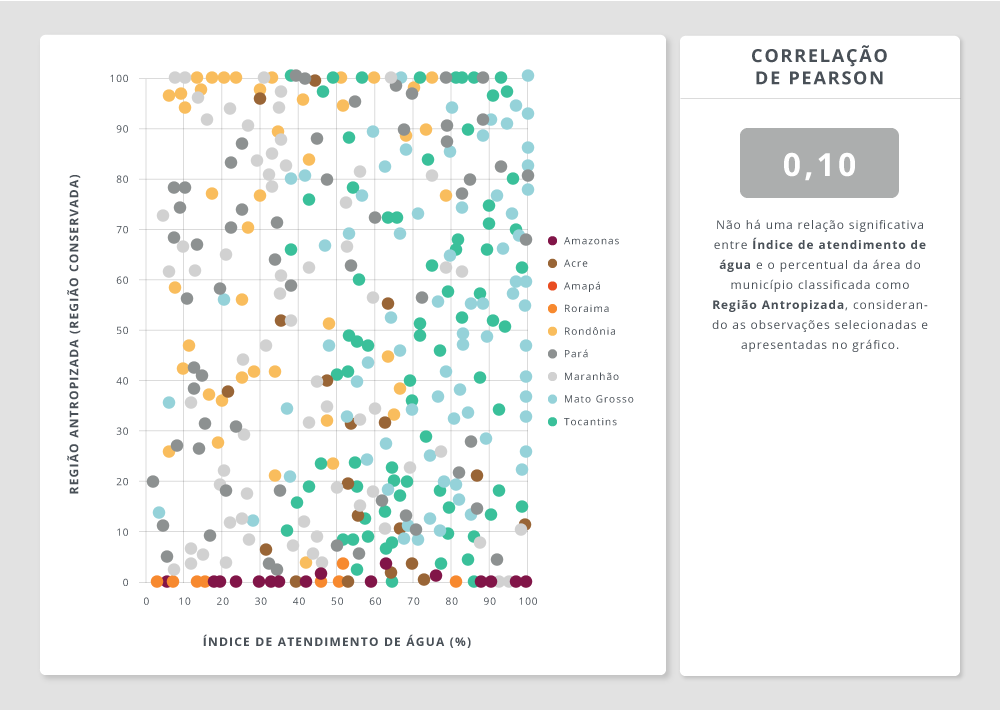 CORRELAÇÃO
DE PEARSON
0,10
Não há uma relação significativa
entre Índice de atendimento de
água e o percentual da área do
município classificada como
Região Antropizada, consideran-
do as observações selecionadas e
apresentadas no gráfico.
REGIÃO ANTROPIZADA (REGIÃO CONSERVADA)
100
90
80
70
60
50
40
30
20
10
0
0 10 20 30 40 50 60 70 80 90 100
ÍNDICE DE ATENDIMENTO DE ÁGUA (%)
Amazonas
Acre
Amapá
Roraima
Rondônia
Pará
Maranhão
Mato Grosso
Tocantins